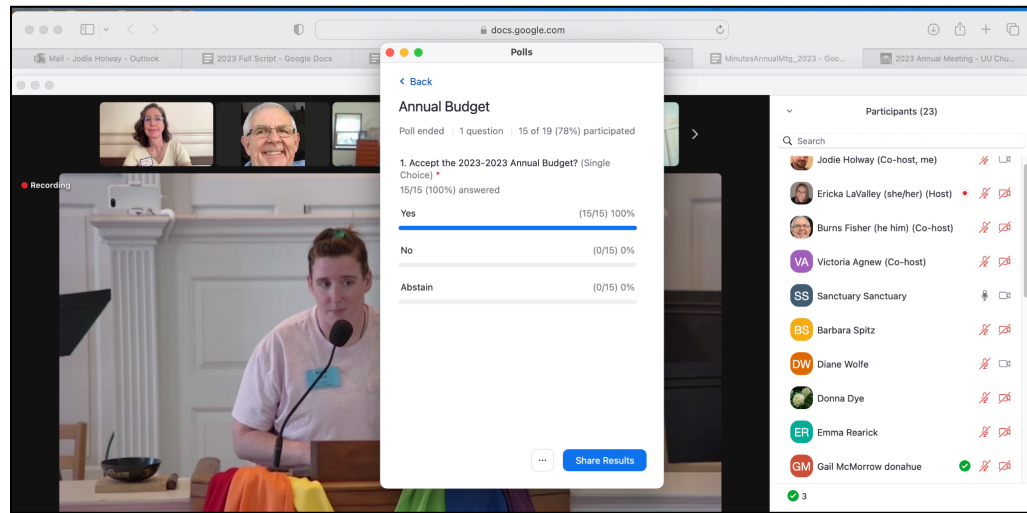 docs.google.com
Mail - Jodie Holway - Outlook
2023 Full Script - Google Docs
o...
MinutesAnnualMtg_2023 - Goo...
2023 Annual Meeting - UU Chu...
Polls
Back
Annual Budget
Poll ended
1 question
15 of 19 (78%) participated
1. Accept the 2023-2023 Annual Budget? (Single
Choice) *
15/15 (100%) answered
Yes (15/15) 100%
No (0/15) 0%
Abstain (0/15) 0%
... Share Results
Recording
Participants (23)
Search
Jodie Holway (Co-host, me)
Ericka LaValley (she/her) (Host)
Burns Fisher (he him) (Co-host)
VA Victoria Agnew (Co-host)
SS Sanctuary Sanctuary
BS Barbara Spitz
DW Diane Wolfe
Donna Dye
ER Emma Rearick
GM Gail McMorrow donahue
3